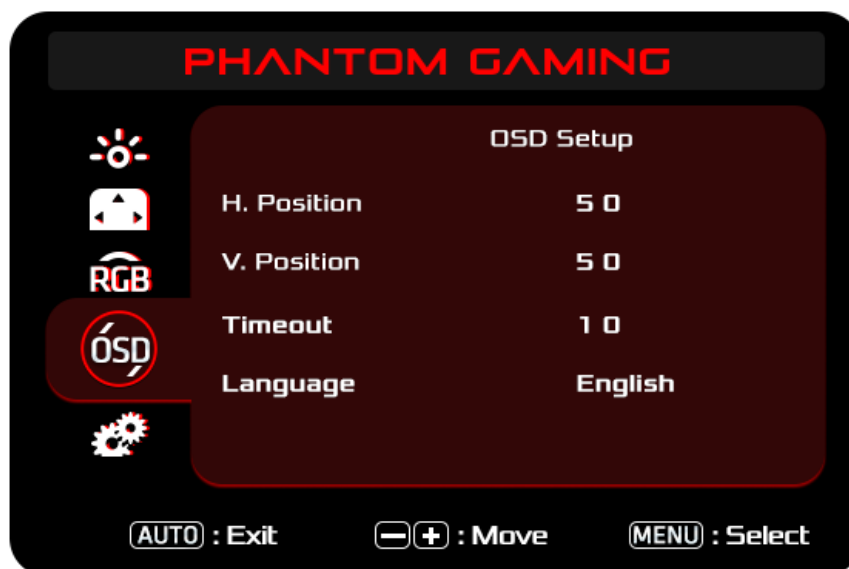 PHANTOM GAMING
OSD Setup
H. Position 50
V. Position 50
RGB
Timeout 10
OSD
Language English
AUTO : Exit - + : Move MENU : Select